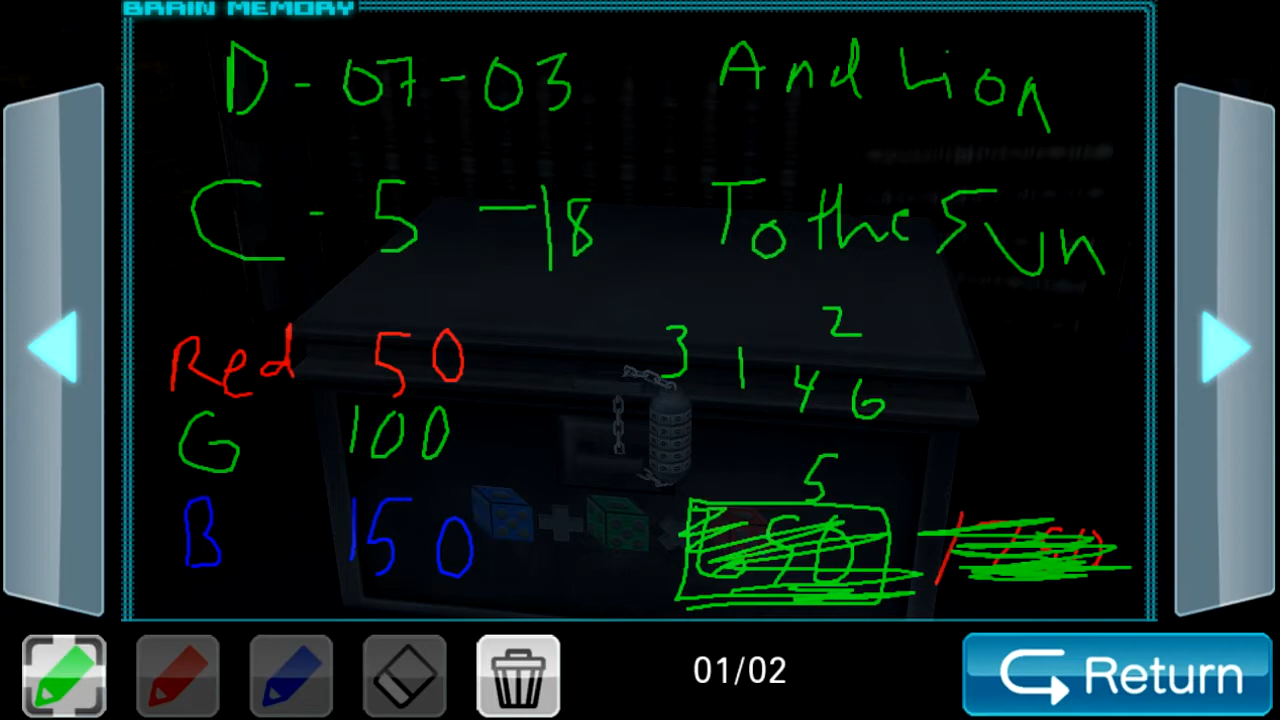 BRAIN MEMORY
D - 07 - 03 And Lion
C - 5 - 18 To the Sun
2
Red 50 3 1 4 6
G 100
5
B 150
01/02
Return